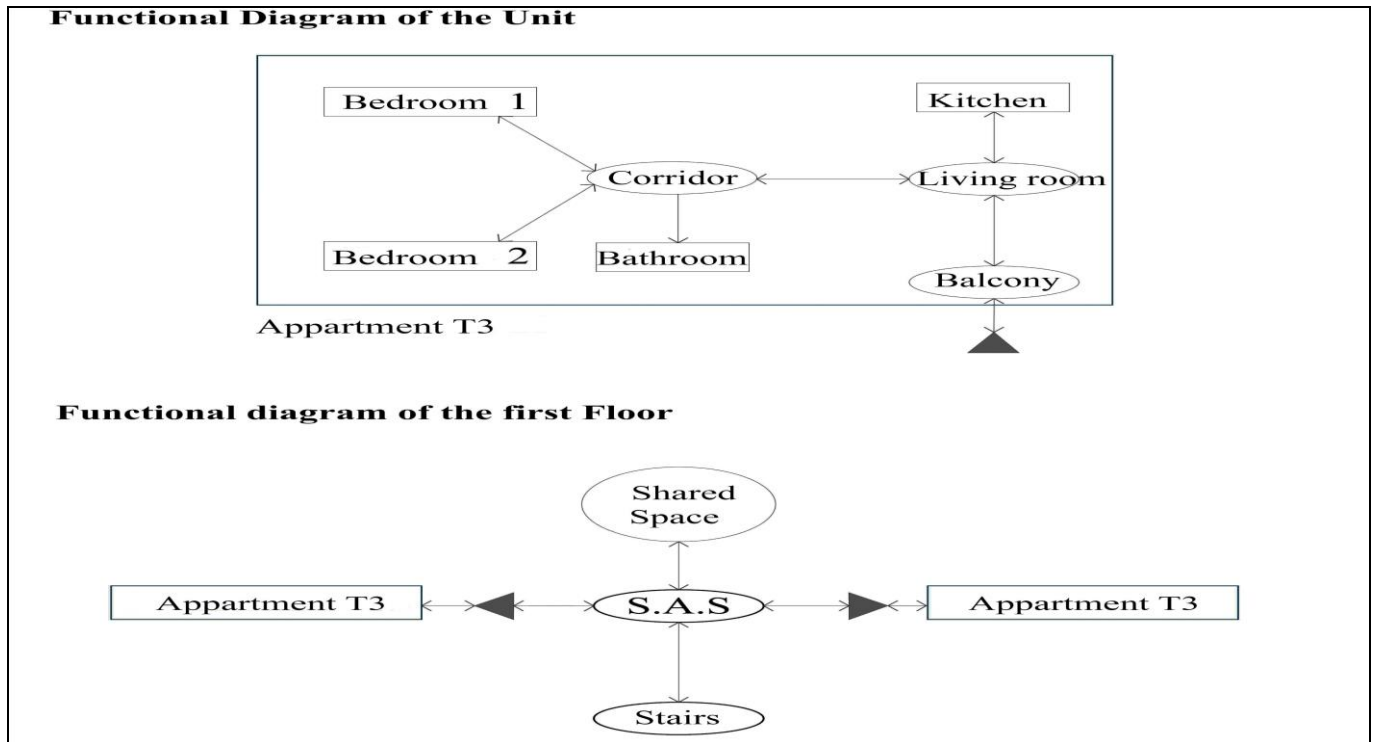 Functional Diagram of the Unit
Bedroom 1
Kitchen
Corridor
Living room
Bedroom 2
Bathroom
Balcony
Appartment T3
Functional diagram of the first Floor
Shared
Space
Appartment T3
S.A.S
Appartment T3
Stairs